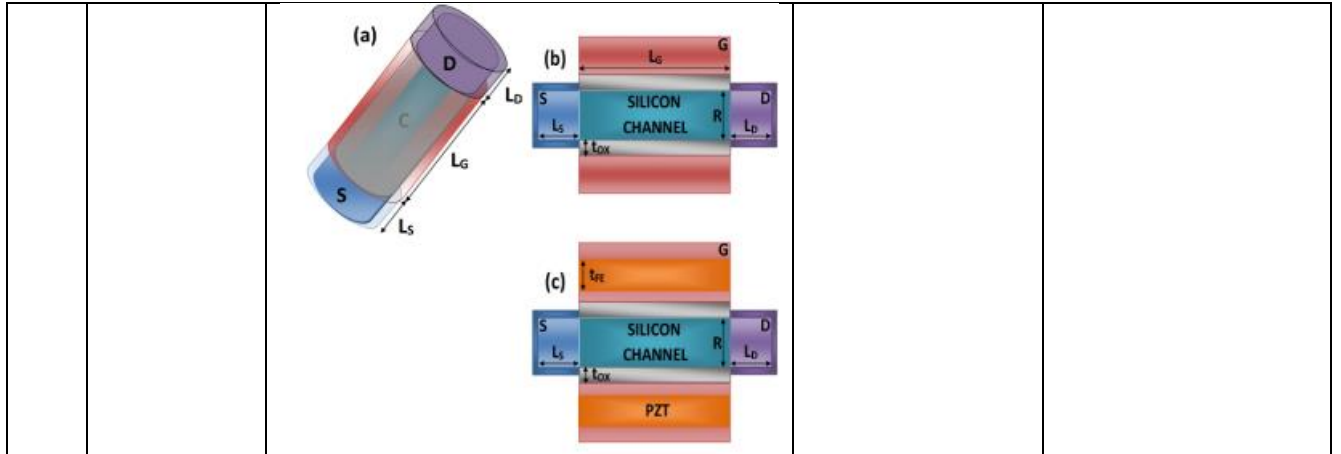 (a)
D
C
S
L_D
L_G
L_S
(b)
G
L_G
S
SILICON
CHANNEL
R
D
L_S
L_D
t_OX
(c)
G
t_FE
S
SILICON
CHANNEL
R
D
L_S
L_D
t_OX
PZT